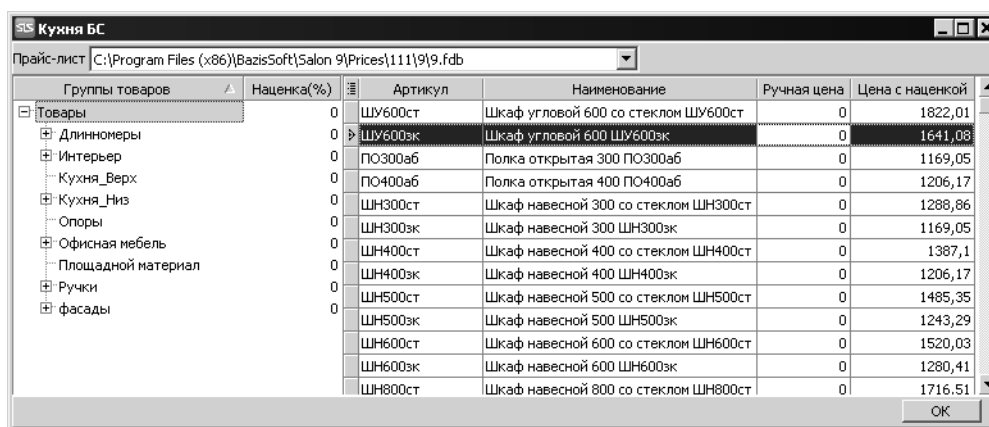 SLS Кухня БС
Прайс-лист C:\Program Files (x86)\BazisSoft\Salon 9\Prices\111\9\9.fdb
Группы товаров Наценка(%) Артикул Наименование Ручная цена Цена с наценкой
Товары 0 ШУ600ст Шкаф угловой 600 со стеклом ШУ600ст 0 1822,01
Длинномеры 0 ШУ600зк Шкаф угловой 600 ШУ600зк 0 1641,08
Интерьер 0 ПО300аб Полка открытая 300 ПО300аб 0 1169,05
Кухня_Верх 0 ПО400аб Полка открытая 400 ПО400аб 0 1206,17
Кухня_Низ 0 ШН300ст Шкаф навесной 300 со стеклом ШН300ст 0 1288,86
Опоры 0 ШН300зк Шкаф навесной 300 ШН300зк 0 1169,05
Офисная мебель 0 ШН400ст Шкаф навесной 400 со стеклом ШН400ст 0 1387,1
Площадной материал 0 ШН400зк Шкаф навесной 400 ШН400зк 0 1206,17
Ручки 0 ШН500ст Шкаф навесной 500 со стеклом ШН500ст 0 1485,35
фасады 0 ШН500зк Шкаф навесной 500 ШН500зк 0 1243,29
ШН600ст Шкаф навесной 600 со стеклом ШН600ст 0 1520,03
ШН600зк Шкаф навесной 600 ШН600зк 0 1280,41
ШН800ст Шкаф навесной 800 со стеклом ШН800ст 0 1716,51
OK